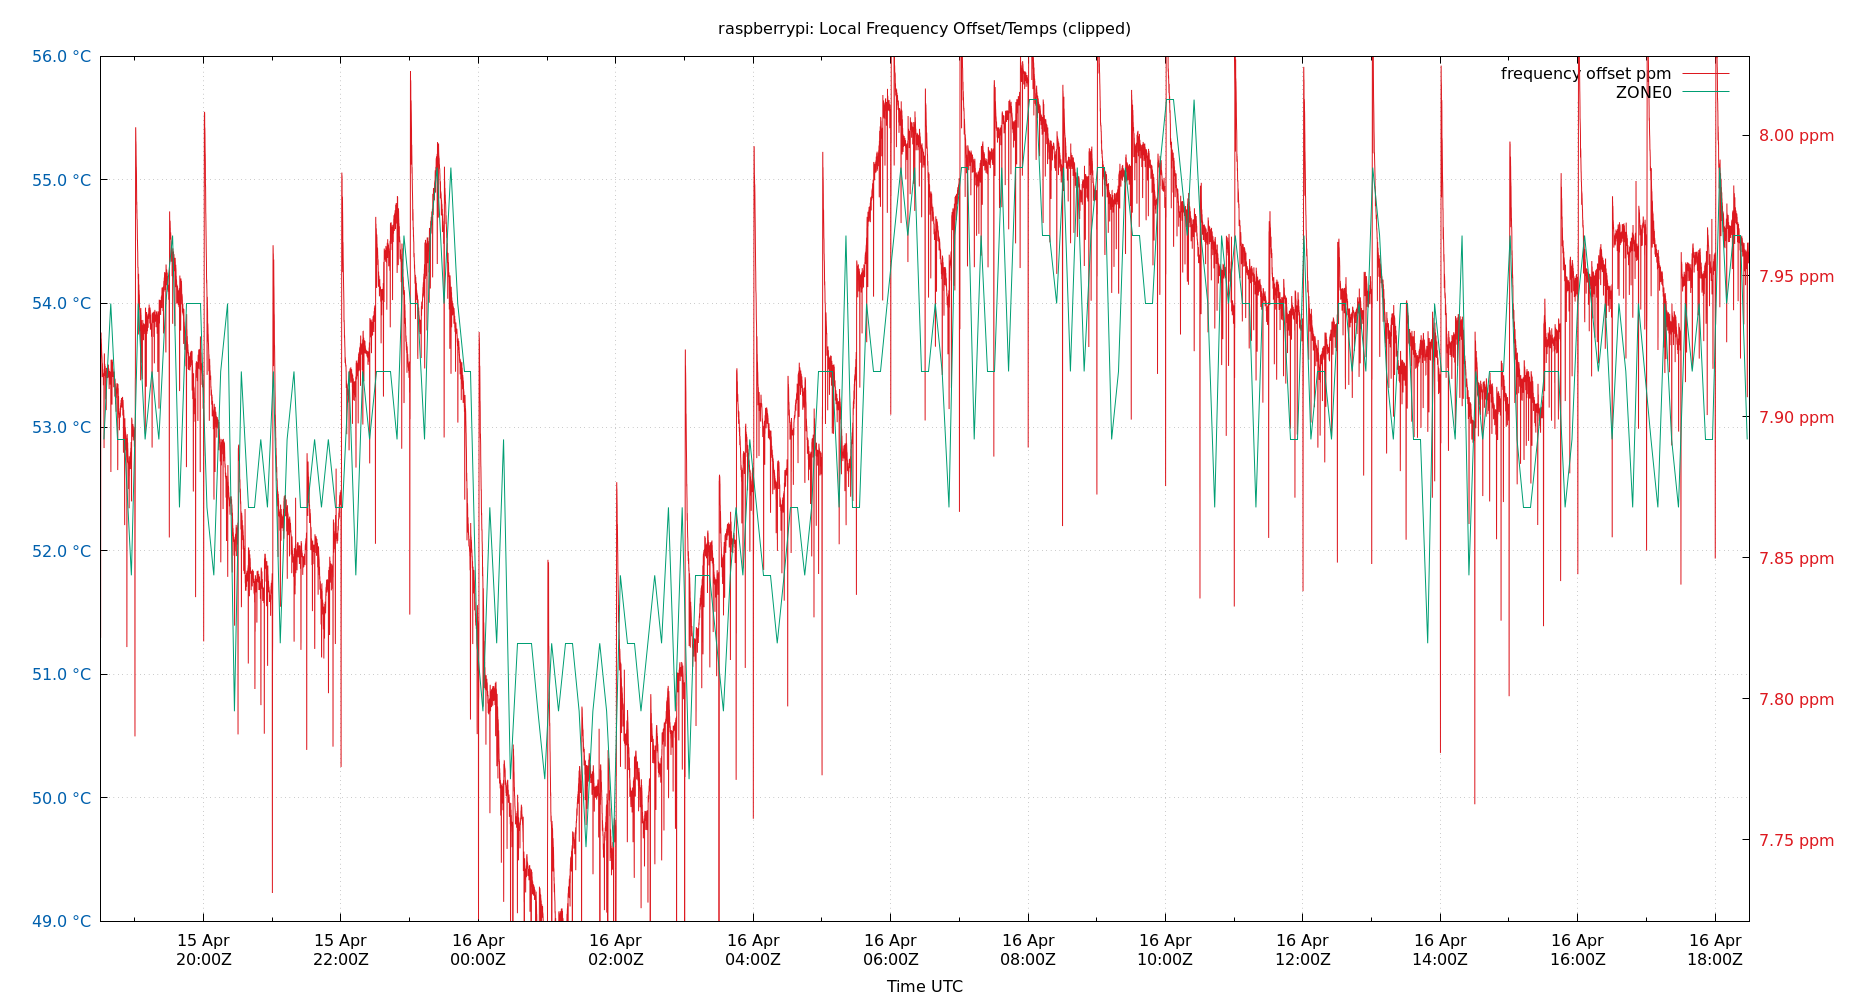 raspberrypi: Local Frequency Offset/Temps (clipped)
56.0 °C
55.0 °C
54.0 °C
53.0 °C
52.0 °C
51.0 °C
50.0 °C
49.0 °C
frequency offset ppm
ZONE0
8.00 ppm
7.95 ppm
7.90 ppm
7.85 ppm
7.80 ppm
7.75 ppm
15 Apr
20:00Z
15 Apr
22:00Z
16 Apr
00:00Z
16 Apr
02:00Z
16 Apr
04:00Z
16 Apr
06:00Z
16 Apr
08:00Z
16 Apr
10:00Z
16 Apr
12:00Z
16 Apr
14:00Z
16 Apr
16:00Z
16 Apr
18:00Z
Time UTC